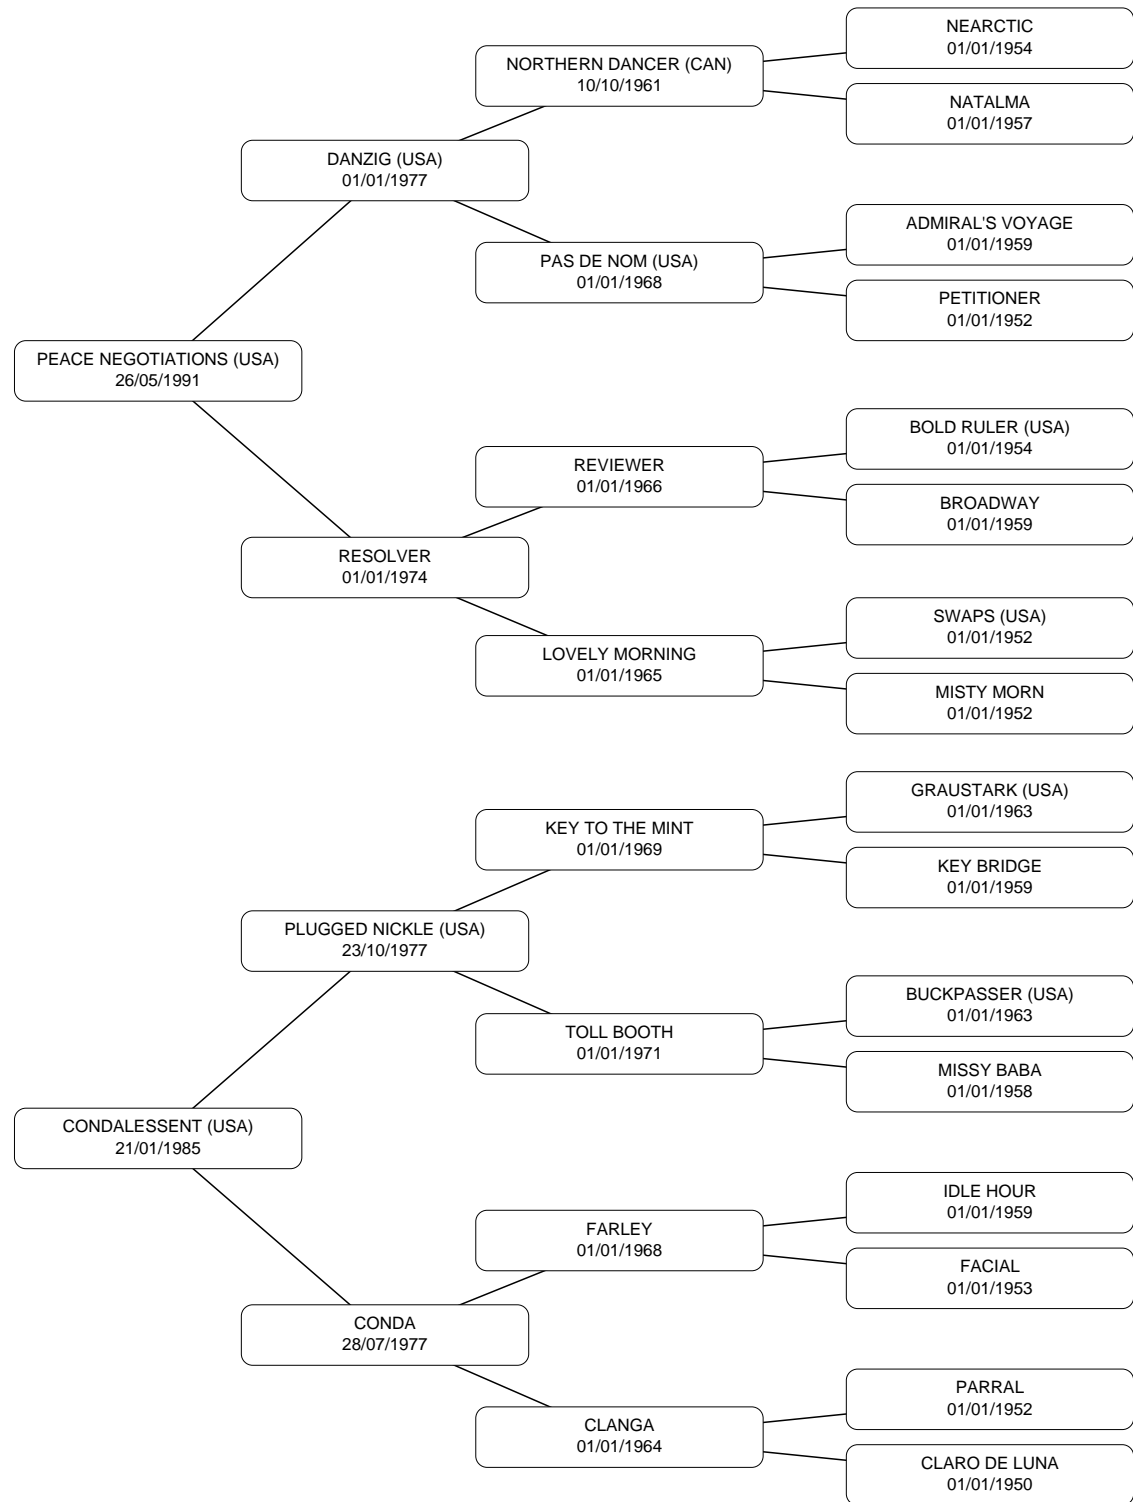 NEARCTIC
01/01/1954
NORTHERN DANCER (CAN)
10/10/1961
NATALMA
01/01/1957
DANZIG (USA)
01/01/1977
ADMIRAL'S VOYAGE
01/01/1959
PAS DE NOM (USA)
01/01/1968
PETITIONER
01/01/1952
PEACE NEGOTIATIONS (USA)
26/05/1991
BOLD RULER (USA)
01/01/1954
REVIEWER
01/01/1966
BROADWAY
01/01/1959
RESOLVER
01/01/1974
SWAPS (USA)
01/01/1952
LOVELY MORNING
01/01/1965
MISTY MORN
01/01/1952
GRAUSTARK (USA)
01/01/1963
KEY TO THE MINT
01/01/1969
KEY BRIDGE
01/01/1959
PLUGGED NICKLE (USA)
23/10/1977
BUCKPASSER (USA)
01/01/1963
TOLL BOOTH
01/01/1971
MISSY BABA
01/01/1958
CONDALESSENT (USA)
21/01/1985
IDLE HOUR
01/01/1959
FARLEY
01/01/1968
FACIAL
01/01/1953
CONDA
28/07/1977
PARRAL
01/01/1952
CLANGA
01/01/1964
CLARO DE LUNA
01/01/1950